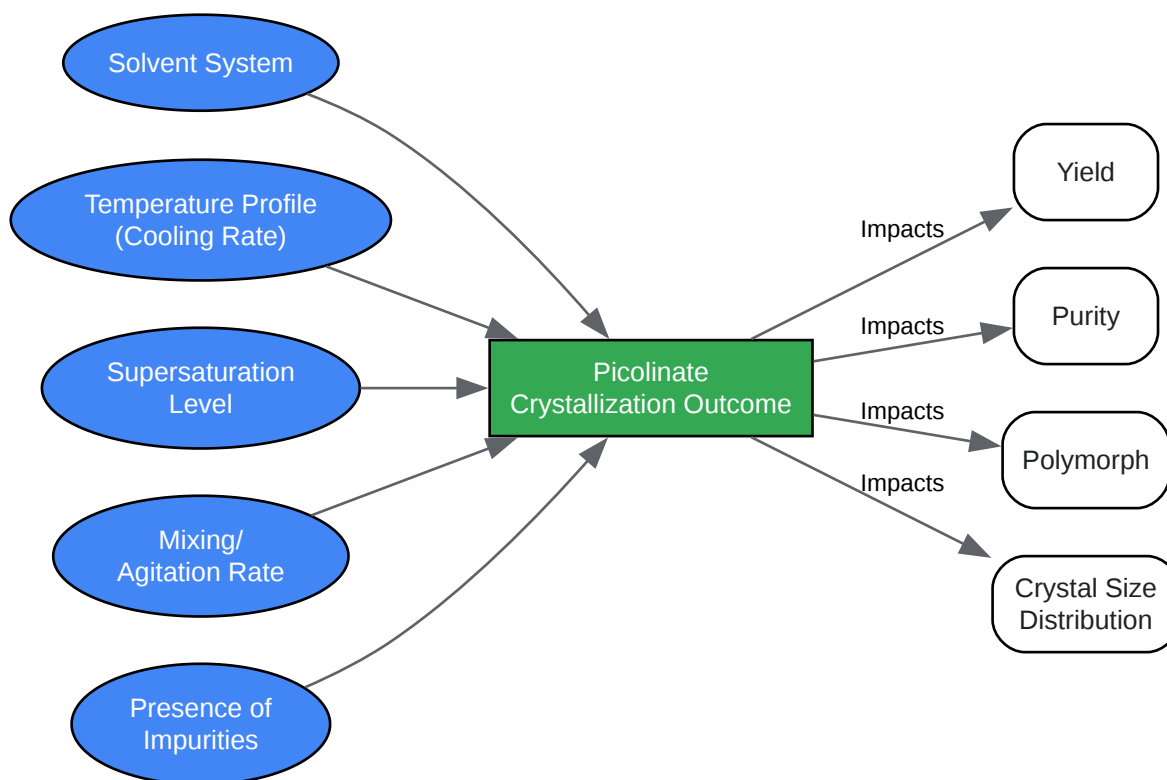 Solvent System
Temperature Profile
(Cooling Rate)
Supersaturation
Level
Mixing/
Agitation Rate
Presence of
Impurities
Picolinate
Crystallization Outcome
Impacts
Impacts
Impacts
Impacts
Yield
Purity
Polymorph
Crystal Size
Distribution